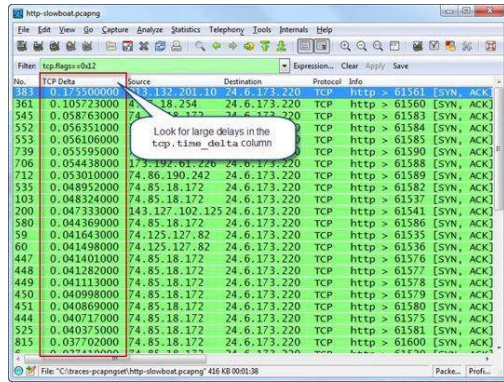 http-slowboat.pcapng
File Edit View Go Capture Analyze Statistics Telephony Tools Internals Help
Filter: tcp.flags==0x12 Expression... Clear Apply Save
No. TCP Delta Source Destination Protocol Info
383 0.175500000 24.6.173.220 TCP http > 61561 [SYN, ACK]
361 0.105723000 18.254 24.6.173.220 TCP http > 61560 [SYN, ACK]
545 0.058763000 24.6.173.220 TCP http > 61583 [SYN, ACK]
552 0.056351000 24.6.173.220 TCP http > 61584 [SYN, ACK]
553 0.056106000 24.6.173.220 TCP http > 61585 [SYN, ACK]
739 0.055595000 24.6.173.220 TCP http > 61590 [SYN, ACK]
706 0.054438000 173.192.61.226 24.6.173.220 TCP http > 61588 [SYN, ACK]
712 0.053010000 74.86.190.242 24.6.173.220 TCP http > 61589 [SYN, ACK]
535 0.048952000 74.85.18.172 24.6.173.220 TCP http > 61582 [SYN, ACK]
103 0.048324000 74.85.18.172 24.6.173.220 TCP http > 61537 [SYN, ACK]
200 0.047333000 143.127.102.125 24.6.173.220 TCP http > 61541 [SYN, ACK]
580 0.044369000 74.85.18.172 24.6.173.220 TCP http > 61586 [SYN, ACK]
59 0.041643000 74.125.127.82 24.6.173.220 TCP http > 61535 [SYN, ACK]
60 0.041498000 74.125.127.82 24.6.173.220 TCP http > 61536 [SYN, ACK]
447 0.041401000 74.85.18.172 24.6.173.220 TCP http > 61576 [SYN, ACK]
448 0.041282000 74.85.18.172 24.6.173.220 TCP http > 61577 [SYN, ACK]
449 0.041113000 74.85.18.172 24.6.173.220 TCP http > 61578 [SYN, ACK]
450 0.040998000 74.85.18.172 24.6.173.220 TCP http > 61579 [SYN, ACK]
451 0.040869000 74.85.18.172 24.6.173.220 TCP http > 61580 [SYN, ACK]
444 0.040717000 74.85.18.172 24.6.173.220 TCP http > 61575 [SYN, ACK]
525 0.040375000 74.85.18.172 24.6.173.220 TCP http > 61581 [SYN, ACK]
815 0.037702000 74.85.18.172 24.6.173.220 TCP http > 61600 [SYN, ACK]
Look for large delays in the
tcp.time_delta column
File: "C:\traces-pcapngset\http-slowboat.pcapng" 416 KB 00:01:38 Packe... Profi...